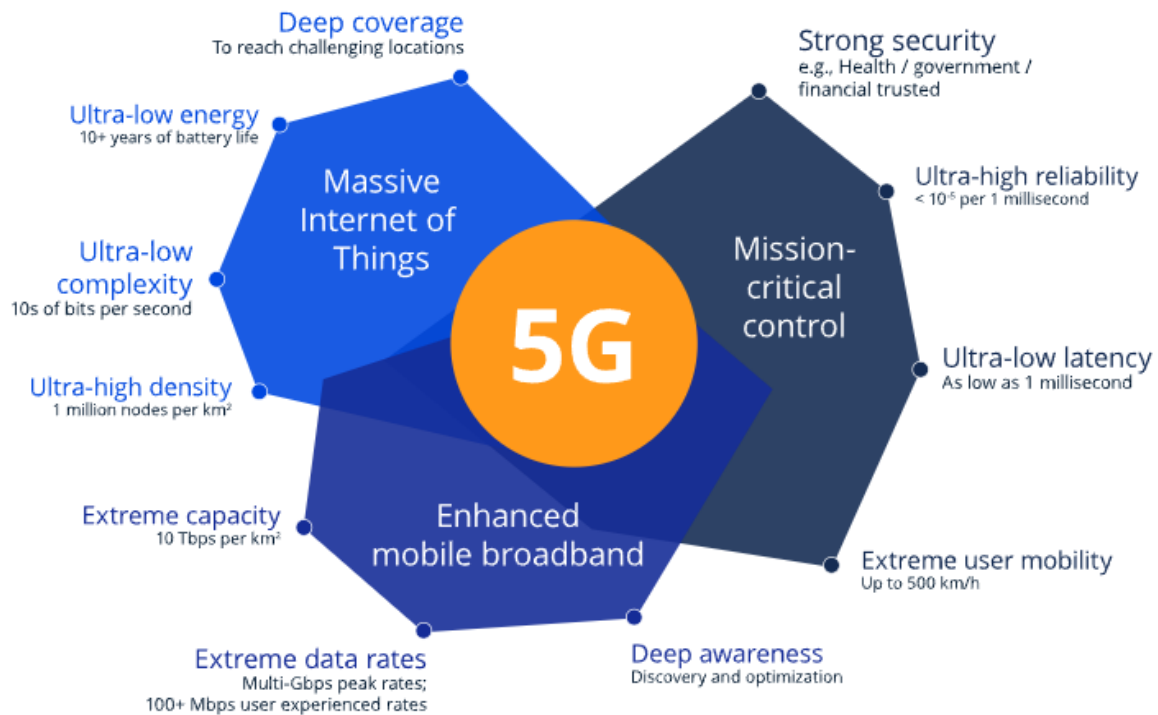 Deep coverage
To reach challenging locations
Ultra-low energy
10+ years of battery life
Ultra-low
complexity
10s of bits per second
Ultra-high density
1 million nodes per km²
Massive
Internet of
Things
Strong security
e.g., Health / government /
financial trusted
Ultra-high reliability
< 10⁻⁵ per 1 millisecond
Ultra-low latency
As low as 1 millisecond
Extreme user mobility
Up to 500 km/h
Mission-
critical
control
5G
Extreme capacity
10 Tbps per km²
Enhanced
mobile broadband
Extreme data rates
Multi-Gbps peak rates;
100+ Mbps user experienced rates
Deep awareness
Discovery and optimization